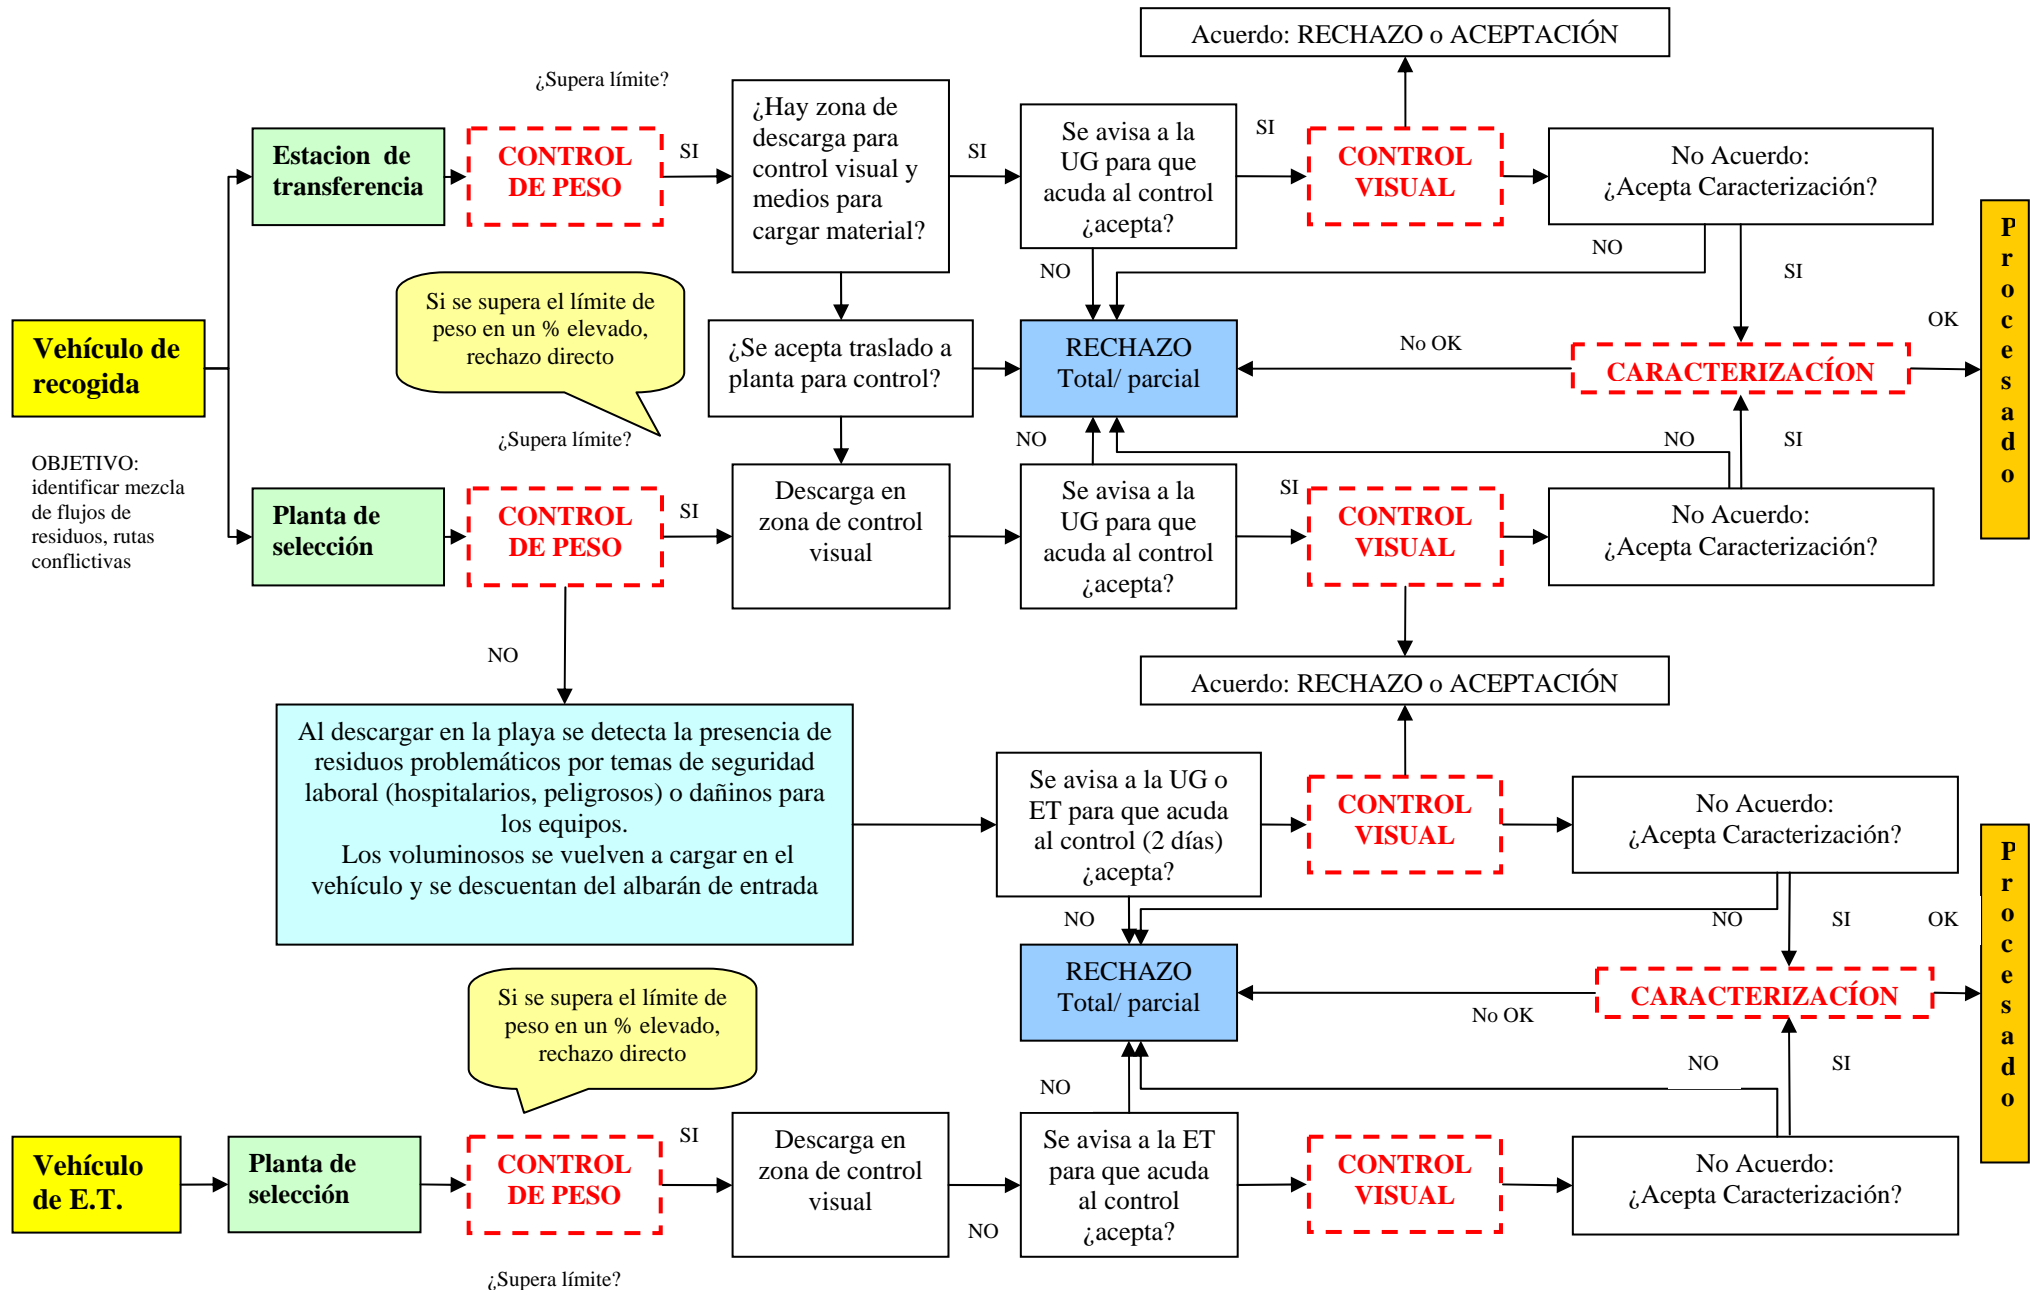 Acuerdo: RECHAZO o ACEPTACIÓN
¿Supera límite?
Estacion de
transferencia
CONTROL
DE PESO
SI
¿Hay zona de
descarga para
control visual y
medios para
cargar material?
SI
Se avisa a la
UG para que
acuda al control
¿acepta?
SI
CONTROL
VISUAL
No Acuerdo:
¿Acepta Caracterización?
NO
NO
SI
Si se supera el límite de
peso en un % elevado,
rechazo directo
Vehículo de
recogida
¿Se acepta traslado a
planta para control?
RECHAZO
Total/ parcial
No OK
CARACTERIZACÍON
OK
P
r
o
c
e
s
a
d
o
OBJETIVO:
identificar mezcla
de flujos de
residuos, rutas
conflictivas
¿Supera límite?
NO
NO
SI
Planta de
selección
CONTROL
DE PESO
SI
Descarga en
zona de control
visual
Se avisa a la
UG para que
acuda al control
¿acepta?
SI
CONTROL
VISUAL
No Acuerdo:
¿Acepta Caracterización?
NO
Acuerdo: RECHAZO o ACEPTACIÓN
Al descargar en la playa se detecta la presencia de
residuos problemáticos por temas de seguridad
laboral (hospitalarios, peligrosos) o dañinos para
los equipos.
Los voluminosos se vuelven a cargar en el
vehículo y se descuentan del albarán de entrada
Se avisa a la UG o
ET para que acuda
al control (2 días)
¿acepta?
CONTROL
VISUAL
No Acuerdo:
¿Acepta Caracterización?
NO
NO
SI
OK
P
r
o
c
e
s
a
d
o
RECHAZO
Total/ parcial
No OK
CARACTERIZACÍON
Si se supera el límite de
peso en un % elevado,
rechazo directo
NO
NO
SI
Vehículo
de E.T.
Planta de
selección
CONTROL
DE PESO
SI
Descarga en
zona de control
visual
NO
Se avisa a la ET
para que acuda
al control
¿acepta?
CONTROL
VISUAL
No Acuerdo:
¿Acepta Caracterización?
¿Supera límite?